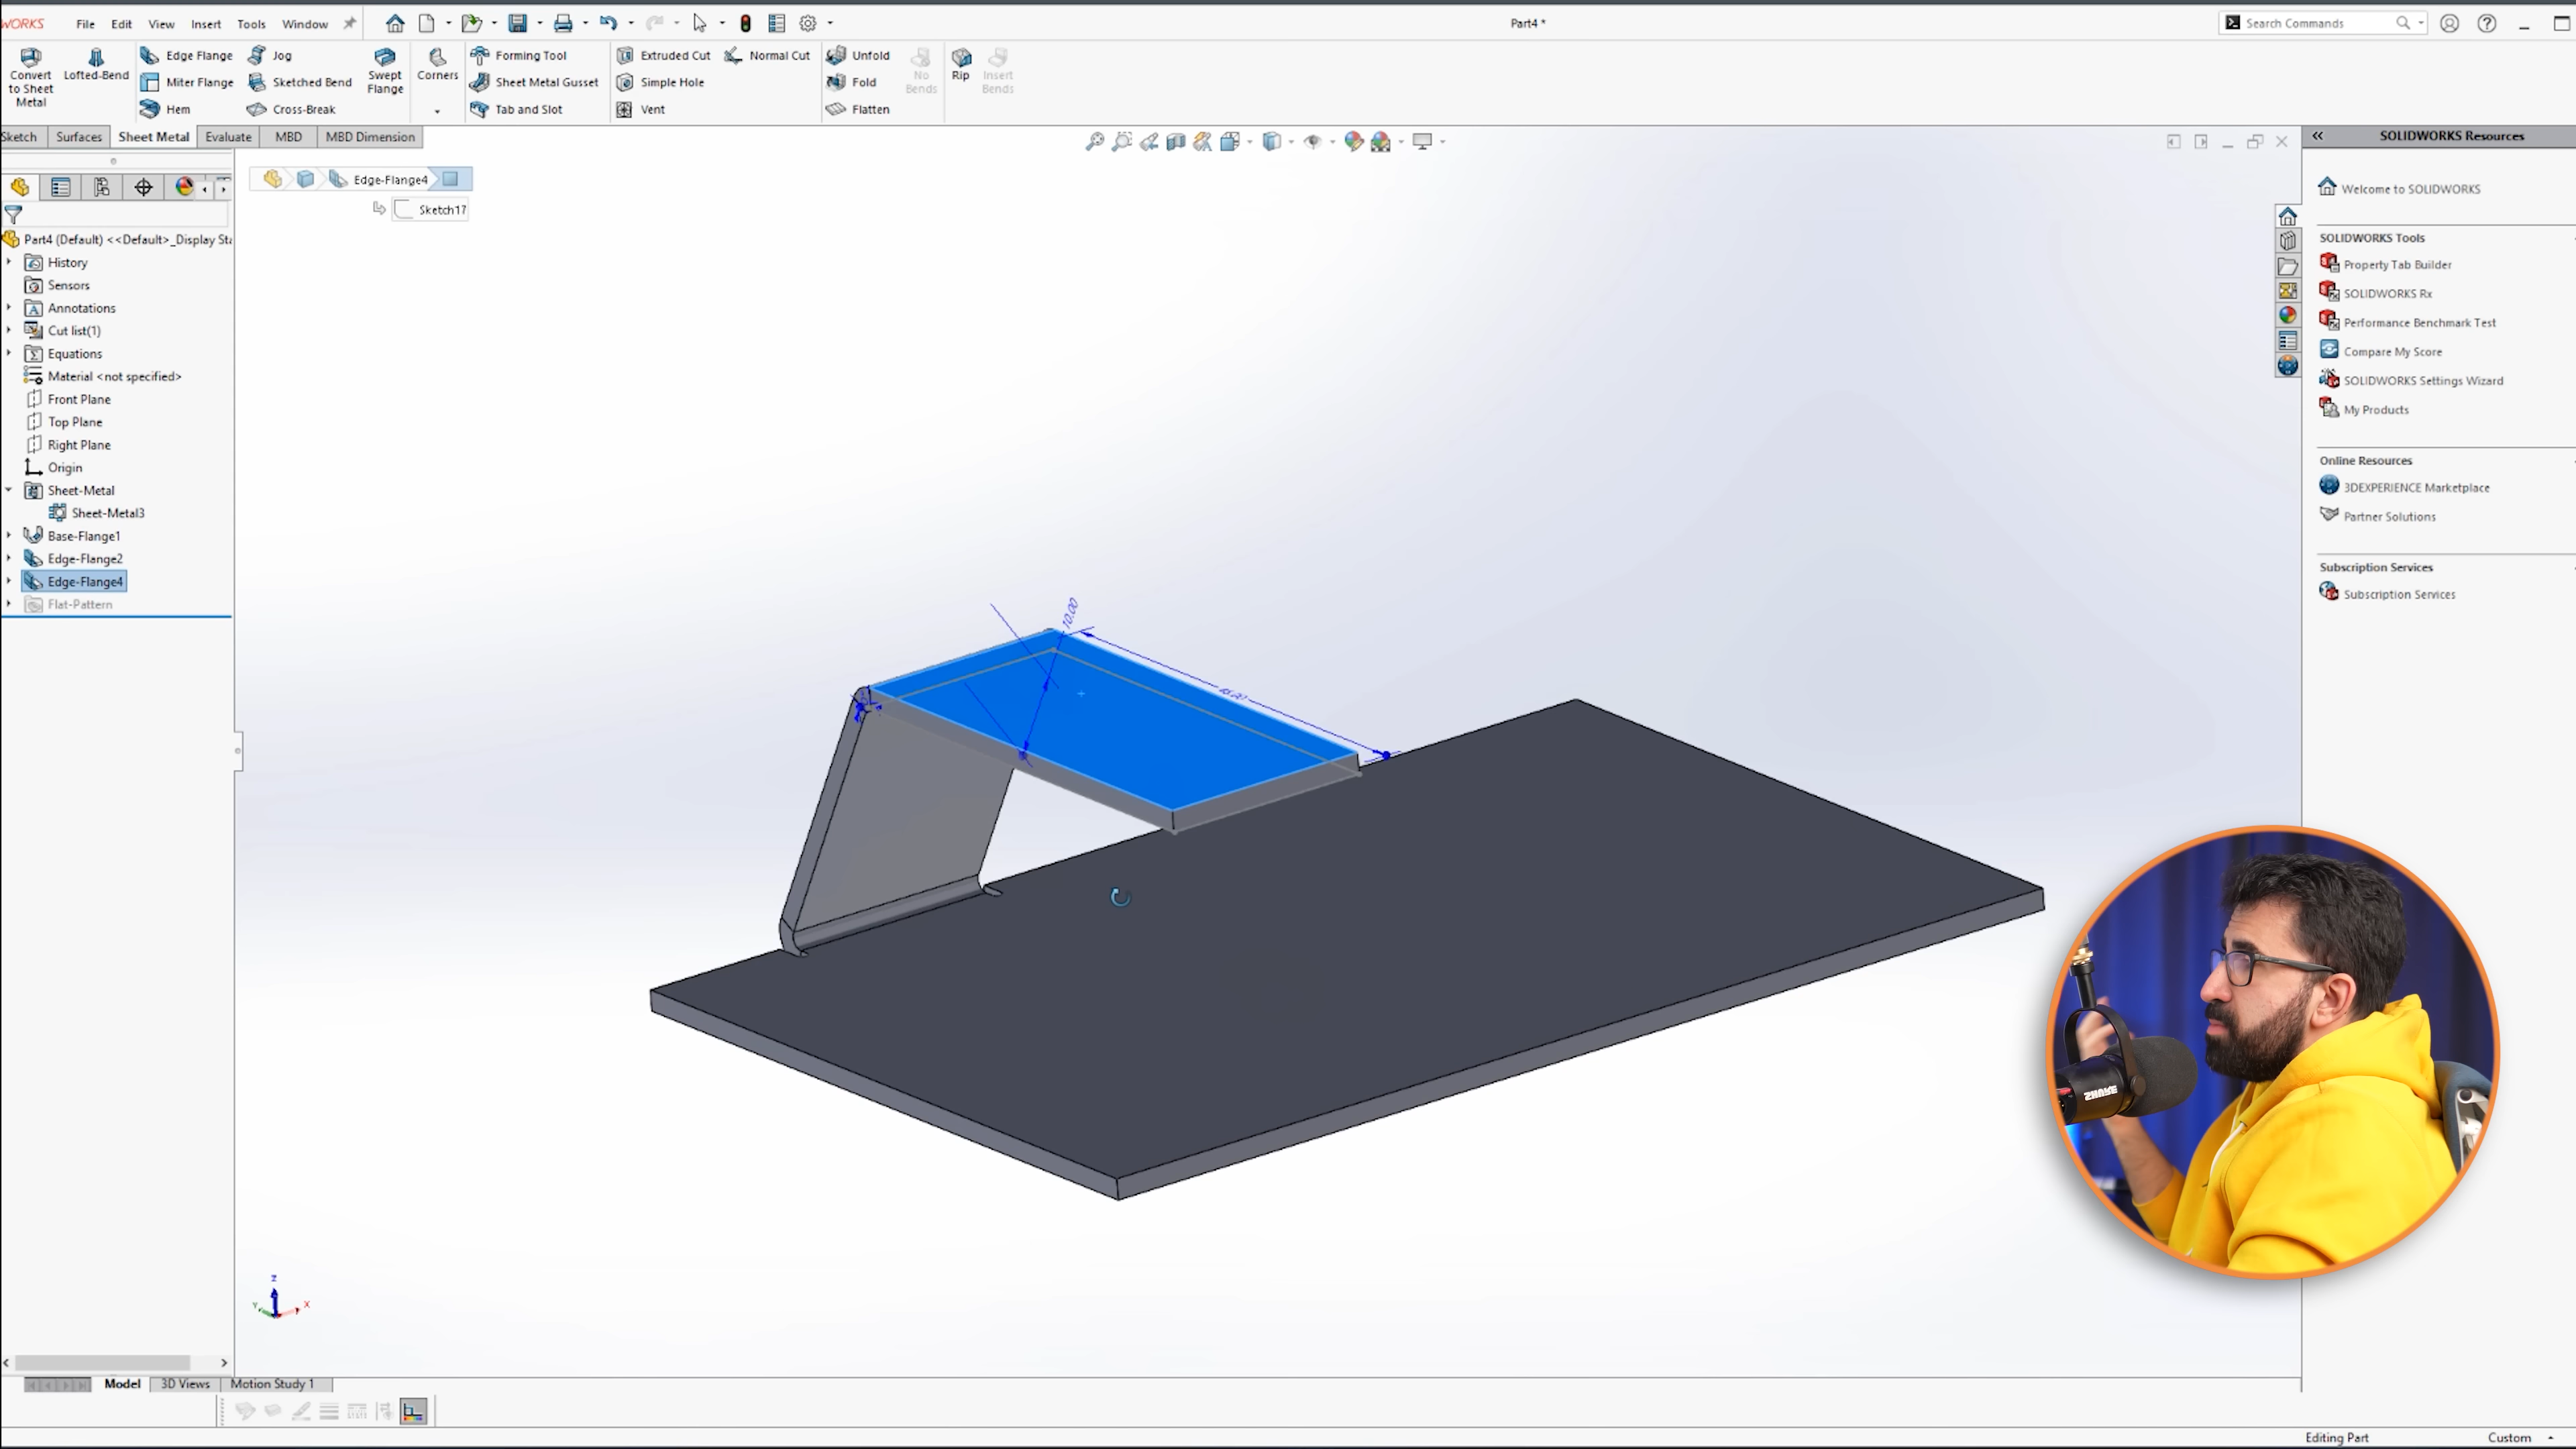 WORKS File Edit View Insert Tools Window Part4 * Search Commands
Convert to Sheet Metal
Lofted-Bend
Edge Flange
Miter Flange
Hem
Jog
Sketched Bend
Cross-Break
Swept Flange
Corners
Forming Tool
Sheet Metal Gusset
Tab and Slot
Extruded Cut
Simple Hole
Vent
Normal Cut
Unfold
Fold
Flatten
No Bends
Rip
Insert Bends
Sketch Surfaces Sheet Metal Evaluate MBD MBD Dimension
Edge-Flange4
Sketch17
Part4 (Default) <<Default>_Display Sta
History
Sensors
Annotations
Cut list(1)
Equations
Material <not specified>
Front Plane
Top Plane
Right Plane
Origin
Sheet-Metal
Sheet-Metal3
Base-Flange1
Edge-Flange2
Edge-Flange4
Flat-Pattern
10.00
Z
Y
X
SHURE
SOLIDWORKS Resources
Welcome to SOLIDWORKS
SOLIDWORKS Tools
Property Tab Builder
SOLIDWORKS Rx
Performance Benchmark Test
Compare My Score
SOLIDWORKS Settings Wizard
My Products
Online Resources
3DEXPERIENCE Marketplace
Partner Solutions
Subscription Services
Subscription Services
Model 3D Views Motion Study 1
Editing Part Custom